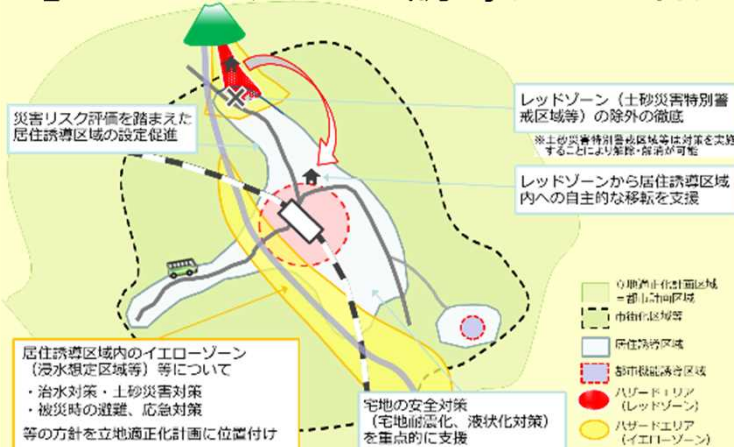 災害リスク評価を踏まえた
居住誘導区域の設定促進
レッドゾーン（土砂災害特別警
戒区域等）の除外の徹底
※土砂災害特別警戒区域等は対策を実施
することにより解除・解消が可能
レッドゾーンから居住誘導区域
内への自主的な移転を支援
居住誘導区域内のイエローゾーン
（浸水想定区域等）等について
・治水対策・土砂災害対策
・被災時の避難、応急対策
等の方針を立地適正化計画に位置付け
宅地の安全対策
（宅地耐震化、液状化対策）
を重点的に支援
立地適正化計画区域
＝都市計画区域
市街化区域等
居住誘導区域
都市機能誘導区域
ハザードエリア
（レッドゾーン）
ハザードエリア
（イエローゾーン）